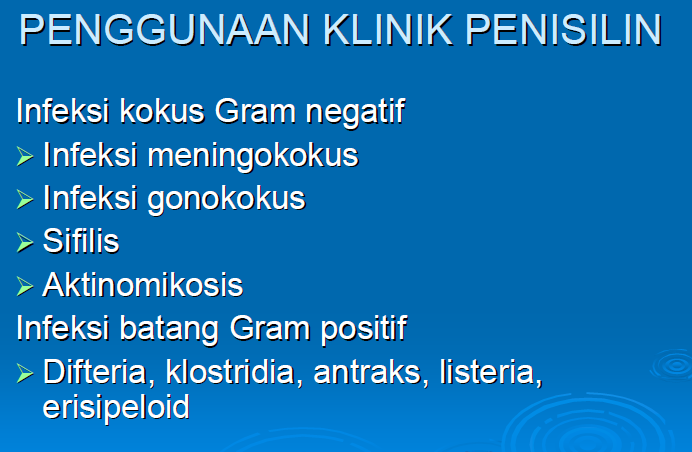 PENGGUNAAN KLINIK PENISILIN
Infeksi kokus Gram negatif
Infeksi meningokokus
Infeksi gonokokus
Sifilis
Aktinomikosis
Infeksi batang Gram positif
Difteria, klostridia, antraks, listeria,
erisipeloid